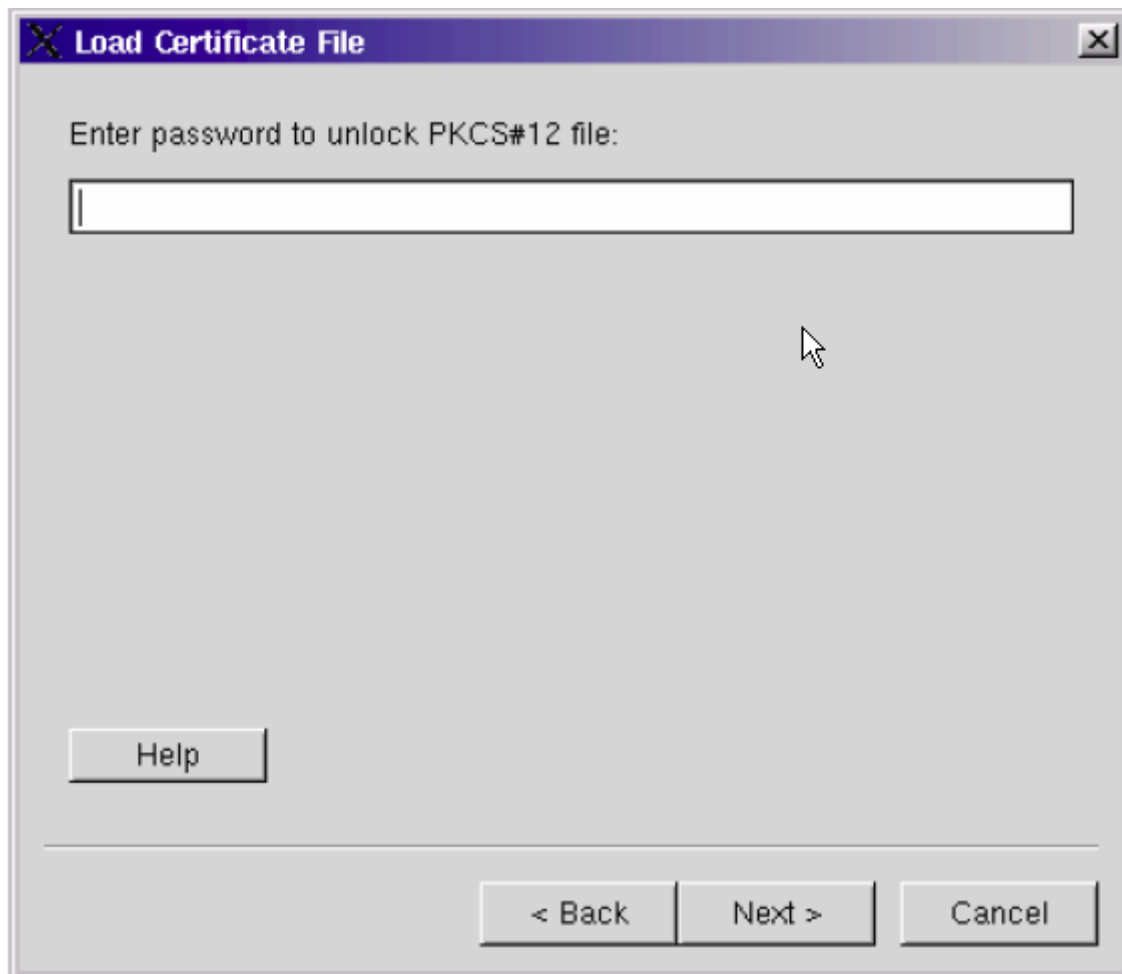 Load Certificate File
Enter password to unlock PKCS#12 file:
Help
< Back Next > Cancel